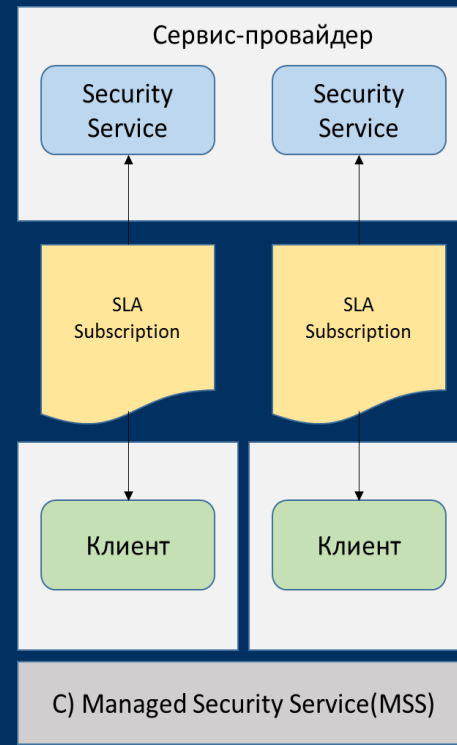 Сервис-провайдер
Security
Service
Security
Service
SLA
Subscription
SLA
Subscription
Клиент
Клиент
C) Managed Security Service(MSS)